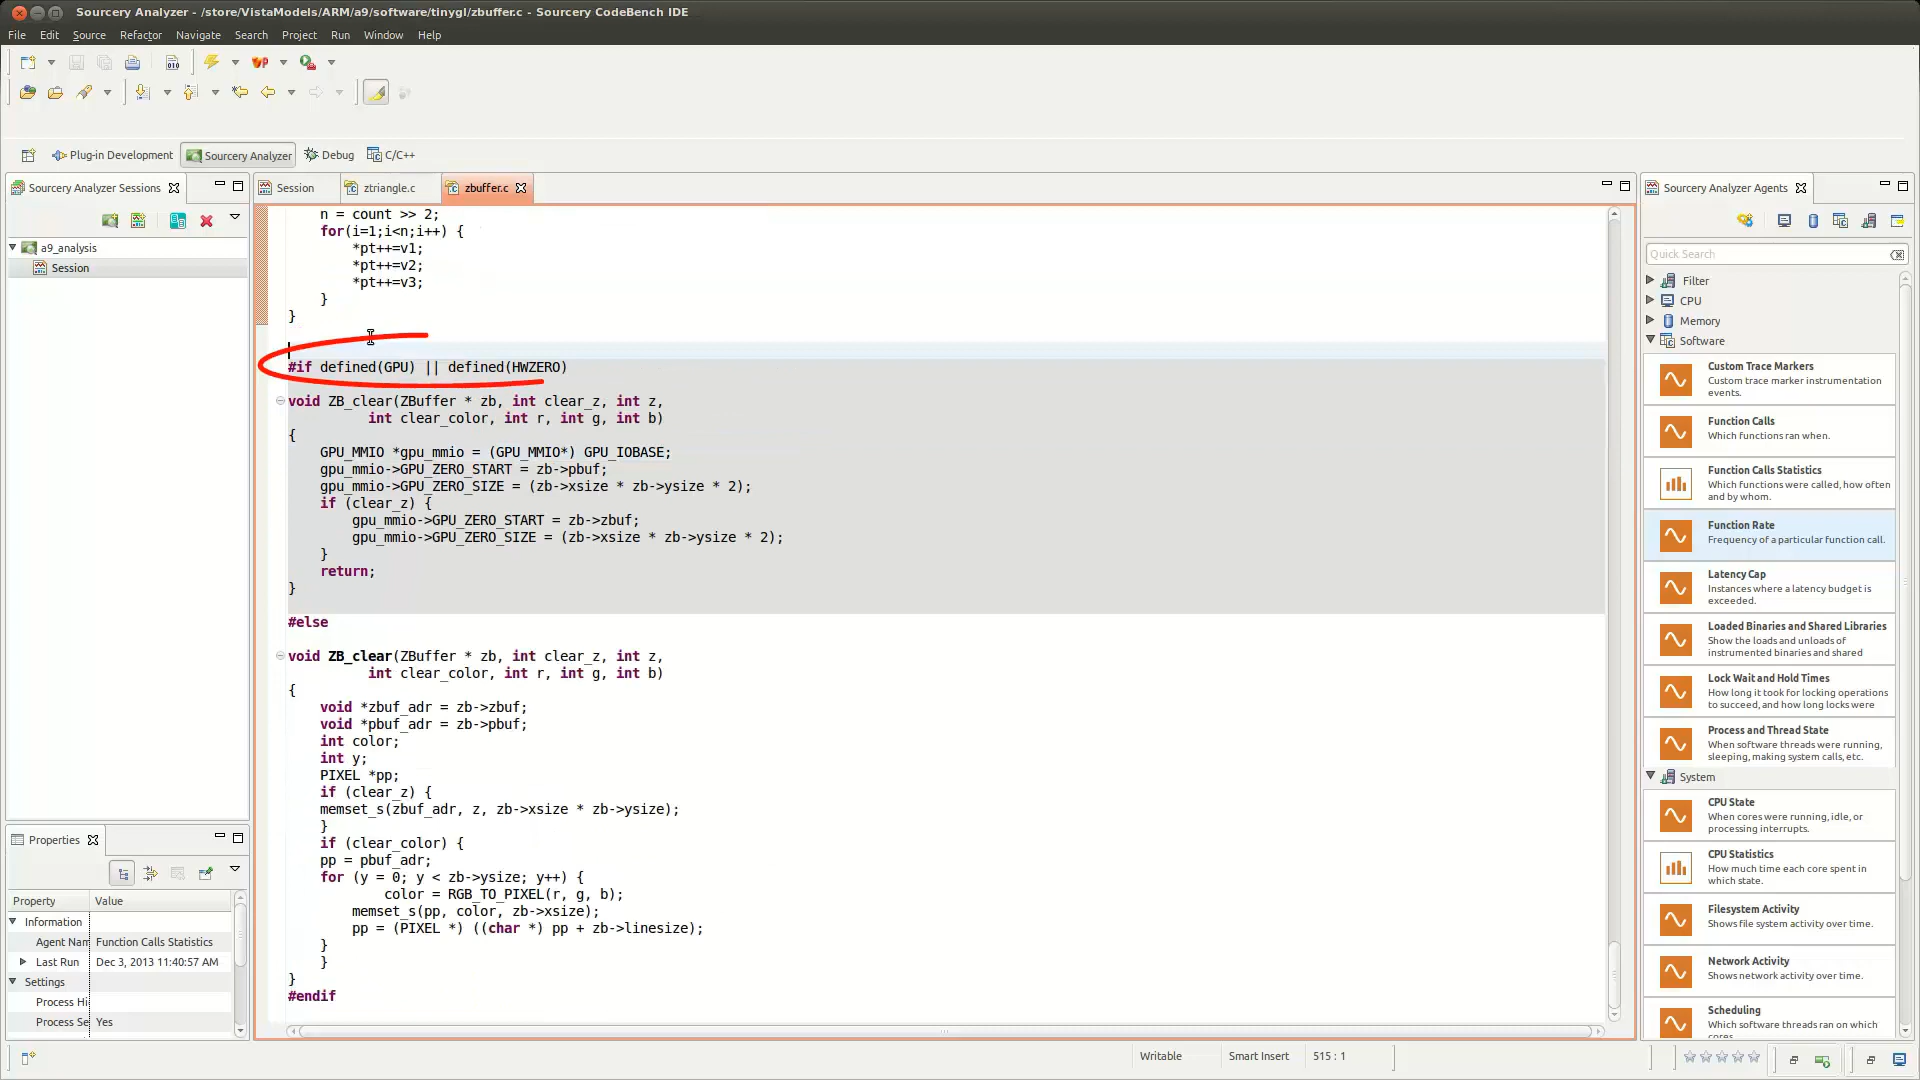 Sourcery Analyzer - /store/VistaModels/ARM/a9/software/tinygl/zbuffer.c - Sourcery CodeBench IDE
File Edit Source Refactor Navigate Search Project Run Window Help
Plug-in Development Sourcery Analyzer Debug C/C++
Sourcery Analyzer Sessions
a9_analysis
Session
Session ztriangle.c zbuffer.c
n = count >> 2;
for(i=1;i<n;i++) {
*pt++=v1;
*pt++=v2;
*pt++=v3;
}
}
#if defined(GPU) || defined(HWZERO)
void ZB_clear(ZBuffer * zb, int clear_z, int z,
int clear_color, int r, int g, int b)
{
GPU_MMIO *gpu_mmio = (GPU_MMIO*) GPU_IOBASE;
gpu_mmio->GPU_ZERO_START = zb->pbuf;
gpu_mmio->GPU_ZERO_SIZE = (zb->xsize * zb->ysize * 2);
if (clear_z) {
gpu_mmio->GPU_ZERO_START = zb->zbuf;
gpu_mmio->GPU_ZERO_SIZE = (zb->xsize * zb->ysize * 2);
}
return;
}
#else
void ZB_clear(ZBuffer * zb, int clear_z, int z,
int clear_color, int r, int g, int b)
{
void *zbuf_adr = zb->zbuf;
void *pbuf_adr = zb->pbuf;
int color;
int y;
PIXEL *pp;
if (clear_z) {
memset_s(zbuf_adr, z, zb->xsize * zb->ysize);
}
if (clear_color) {
pp = pbuf_adr;
for (y = 0; y < zb->ysize; y++) {
color = RGB_TO_PIXEL(r, g, b);
memset_s(pp, color, zb->xsize);
pp = (PIXEL *) ((char *) pp + zb->linesize);
}
}
}
#endif
Properties
Property Value
Information
Agent Nam Function Calls Statistics
Last Run Dec 3, 2013 11:40:57 AM
Settings
Process Hi
Process Se Yes
Sourcery Analyzer Agents
Quick Search
Filter
CPU
Memory
Software
Custom Trace Markers
Custom trace marker instrumentation
events.
Function Calls
Which functions ran when.
Function Calls Statistics
Which functions were called, how often
and by whom.
Function Rate
Frequency of a particular function call.
Latency Cap
Instances where a latency budget is
exceeded.
Loaded Binaries and Shared Libraries
Show the loads and unloads of
instrumented binaries and shared
Lock Wait and Hold Times
How long it took for locking operations
to succeed, and how long locks were
Process and Thread State
When software threads were running,
sleeping, making system calls, etc.
System
CPU State
When cores were running, idle, or
processing interrupts.
CPU Statistics
How much time each core spent in
which state.
Filesystem Activity
Shows file system activity over time.
Network Activity
Shows network activity over time.
Scheduling
Which software threads ran on which
cores.
Writable Smart Insert 515 : 1